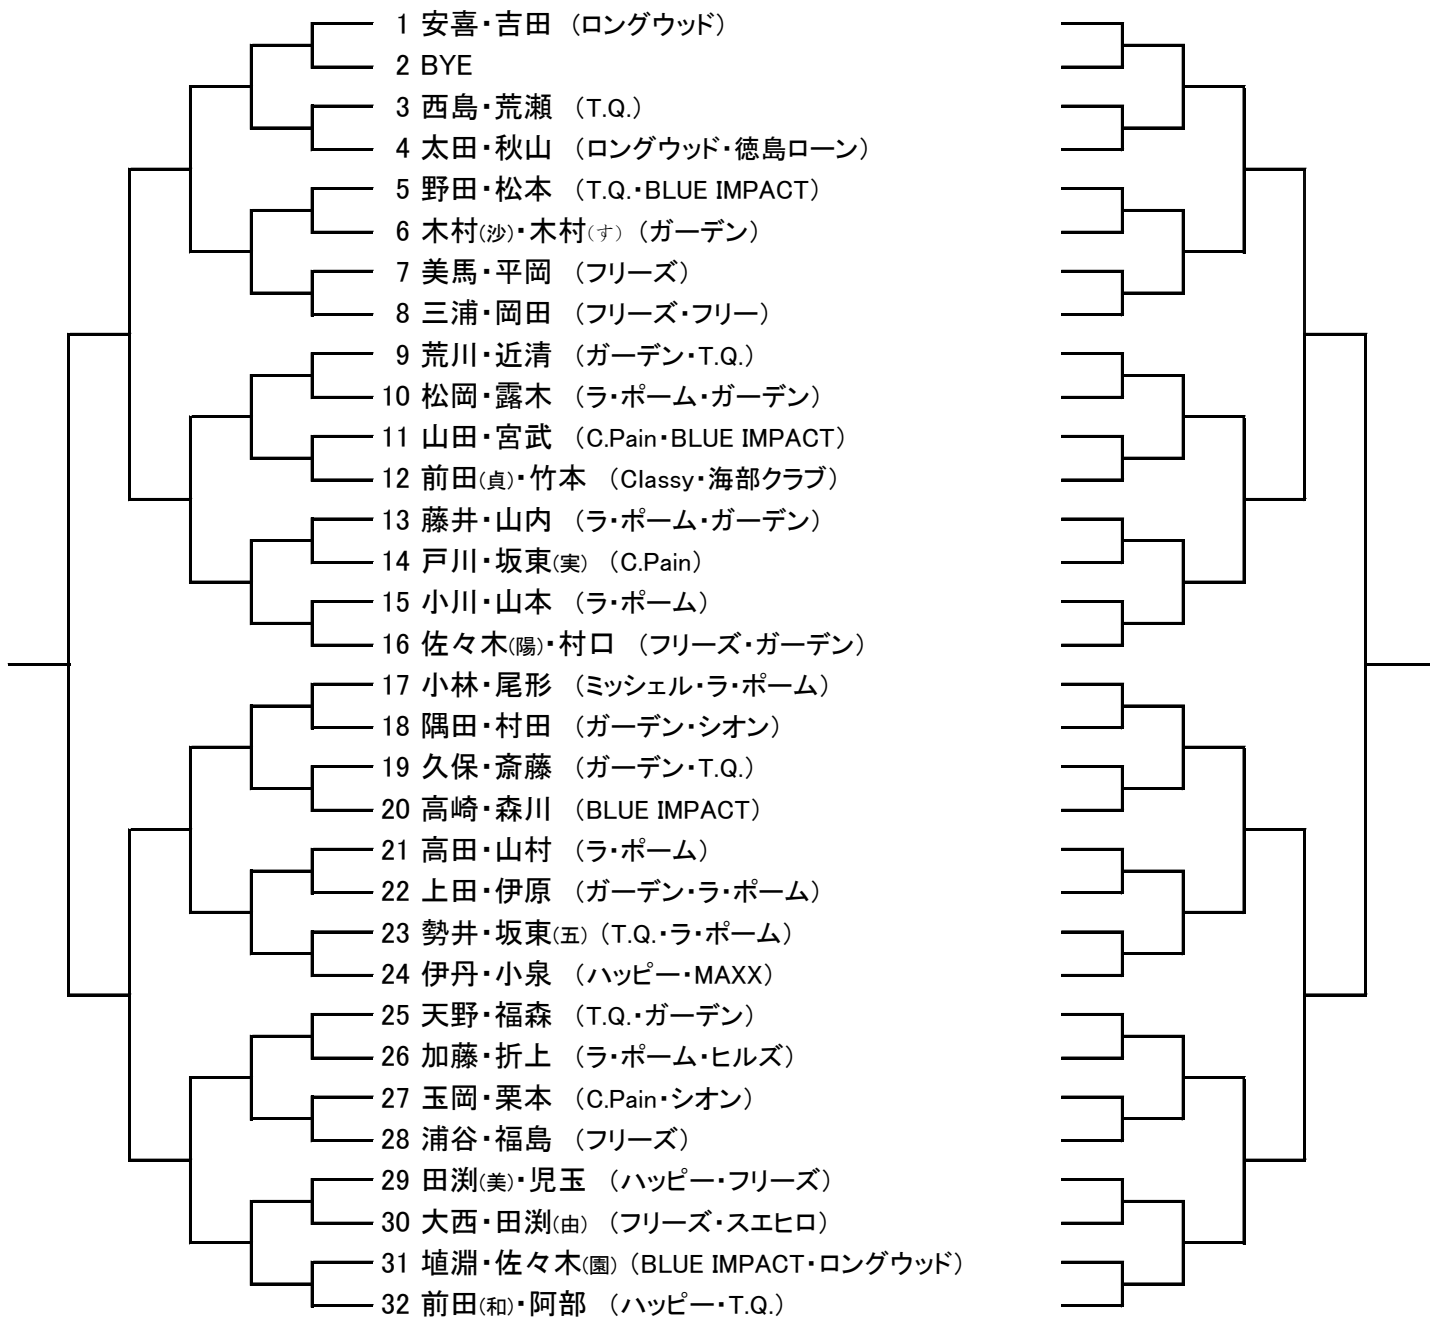 1 安喜・吉田 （ロングウッド）
2 BYE
3 西島・荒瀬 （T.Q.）
4 太田・秋山 （ロングウッド・徳島ローン）
5 野田・松本 （T.Q.・BLUE IMPACT）
6 木村(沙)・木村(す) （ガーデン）
7 美馬・平岡 （フリーズ）
8 三浦・岡田 （フリーズ・フリー）
9 荒川・近清 （ガーデン・T.Q.）
10 松岡・露木 （ラ・ポーム・ガーデン）
11 山田・宮武 （C.Pain・BLUE IMPACT）
12 前田(貞)・竹本 （Classy・海部クラブ）
13 藤井・山内 （ラ・ポーム・ガーデン）
14 戸川・坂東(実) （C.Pain）
15 小川・山本 （ラ・ポーム）
16 佐々木(陽)・村口 （フリーズ・ガーデン）
17 小林・尾形 （ミッシェル・ラ・ポーム）
18 隅田・村田 （ガーデン・シオン）
19 久保・斎藤 （ガーデン・T.Q.）
20 高崎・森川 （BLUE IMPACT）
21 高田・山村 （ラ・ポーム）
22 上田・伊原 （ガーデン・ラ・ポーム）
23 勢井・坂東(五) （T.Q.・ラ・ポーム）
24 伊丹・小泉 （ハッピー・MAXX）
25 天野・福森 （T.Q.・ガーデン）
26 加藤・折上 （ラ・ポーム・ヒルズ）
27 玉岡・栗本 （C.Pain・シオン）
28 浦谷・福島 （フリーズ）
29 田渕(美)・児玉 （ハッピー・フリーズ）
30 大西・田渕(由) （フリーズ・スエヒロ）
31 埴淵・佐々木(園) （BLUE IMPACT・ロングウッド）
32 前田(和)・阿部 （ハッピー・T.Q.）